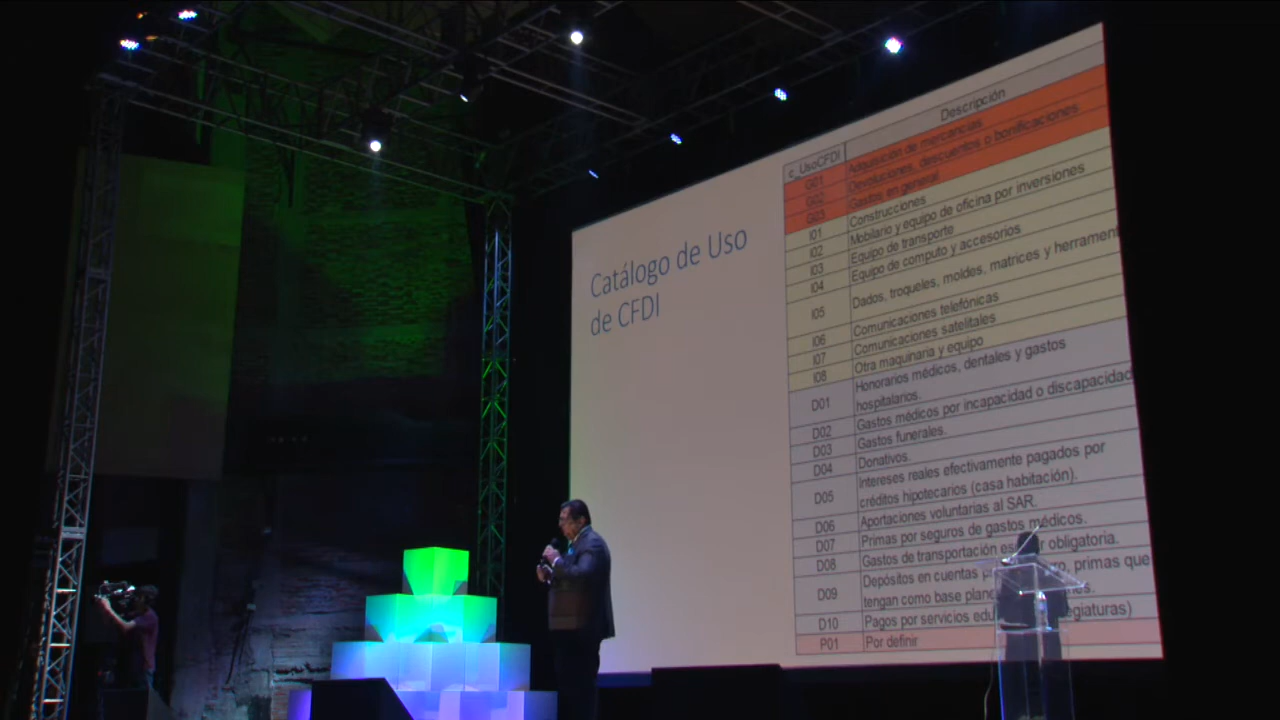 Catálogo de Uso
de CFDI
c_UsoCFDI Descripción
G01 Adquisición de mercancias
G02 Devoluciones, descuentos o bonificaciones
G03 Gastos en general
I01 Construcciones
I02 Mobilario y equipo de oficina por inversiones
I03 Equipo de transporte
I04 Equipo de computo y accesorios
I05 Dados, troqueles, moldes, matrices y herramen
I06 Comunicaciones telefónicas
I07 Comunicaciones satelitales
I08 Otra maquinaria y equipo
D01 Honorarios médicos, dentales y gastos
hospitalarios.
D02 Gastos médicos por incapacidad o discapacidad
D03 Gastos funerales.
D04 Donativos.
D05 Intereses reales efectivamente pagados por
créditos hipotecarios (casa habitación).
D06 Aportaciones voluntarias al SAR.
D07 Primas por seguros de gastos médicos.
D08 Gastos de transportación obligatoria.
D09 Depósitos en cuentas primas que
tengan como base
D10 Pagos por servicios
P01 Por definir